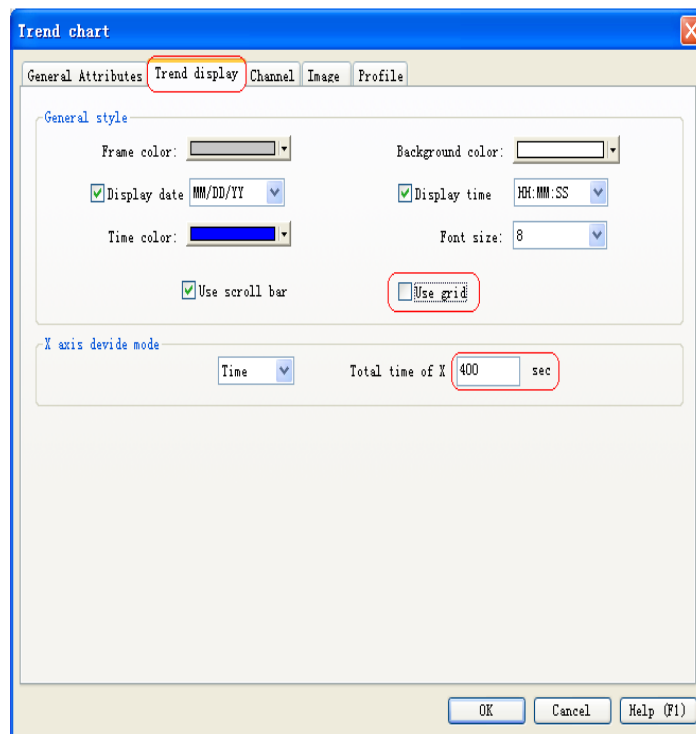 Trend chart
General Attributes Trend display Channel Image Profile
General style
Frame color: Background color:
Display date MM/DD/YY Display time HH:MM:SS
Time color: Font size: 8
Use scroll bar Use grid
X axis devide mode
Time Total time of X 400 sec
OK Cancel Help (F1)